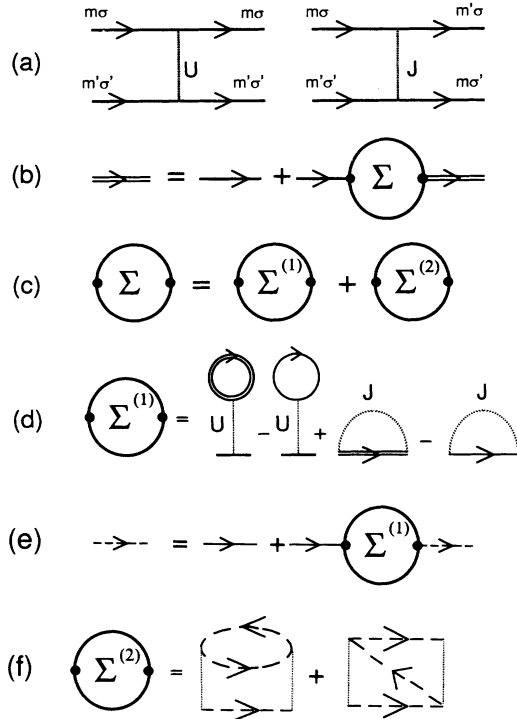 mσ mσ mσ m'σ
(a) U J
m'σ' m'σ' m'σ' mσ'
(b) = + Σ
(c) Σ = Σ(1) + Σ(2)
J J
(d) Σ(1) = U − U + −
(e) = + Σ(1)
(f) Σ(2) = +